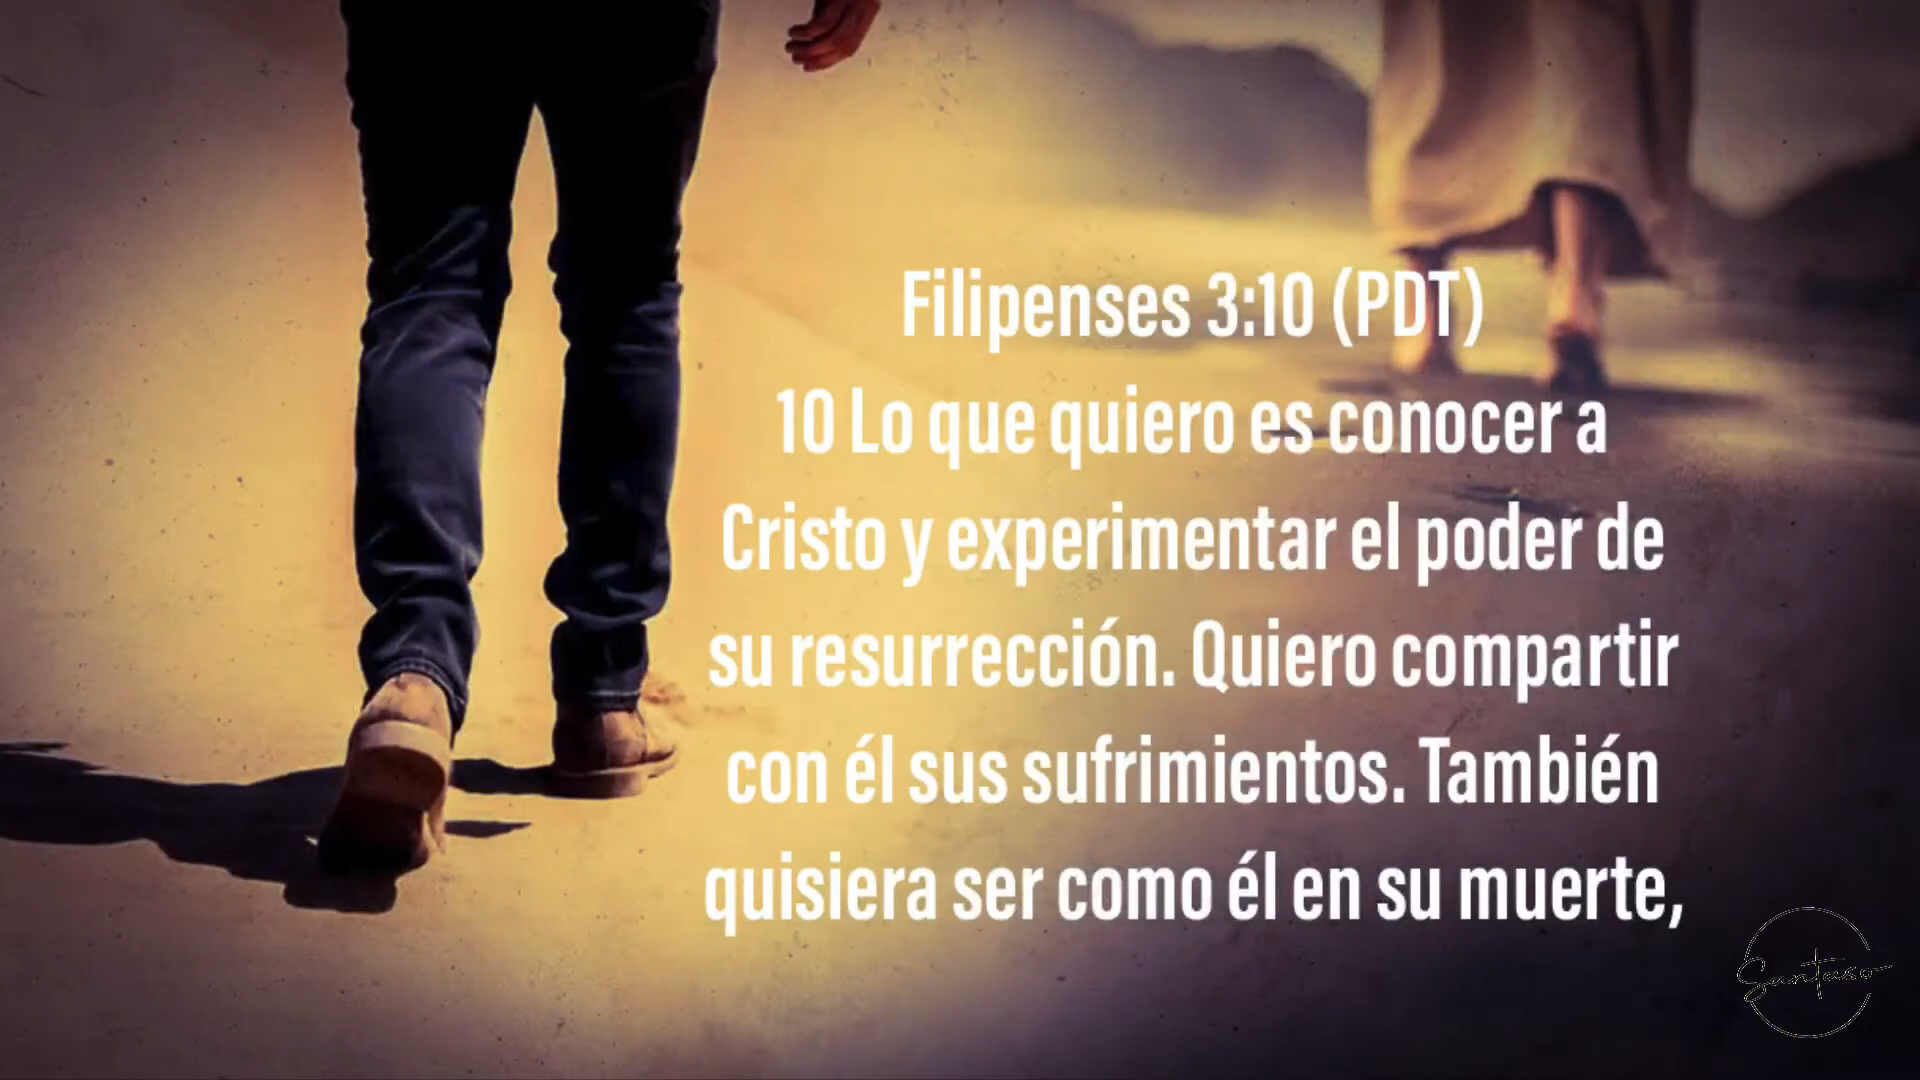 Filipenses 3:10 (PDT)
10 Lo que quiero es conocer a
Cristo y experimentar el poder de
su resurrección. Quiero compartir
con él sus sufrimientos. También
quisiera ser como él en su muerte,
Suntaso